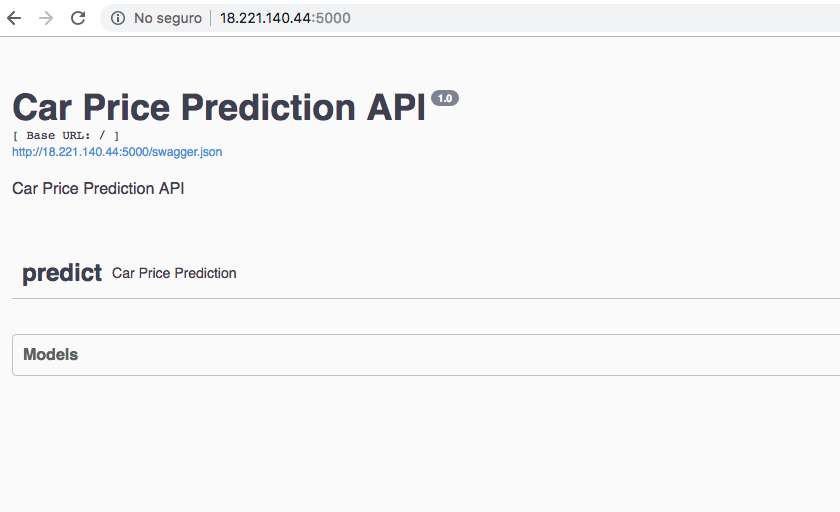 No seguro 18.221.140.44:5000
Car Price Prediction API 1.0
[ Base URL: / ]
http://18.221.140.44:5000/swagger.json
Car Price Prediction API
predict Car Price Prediction
Models